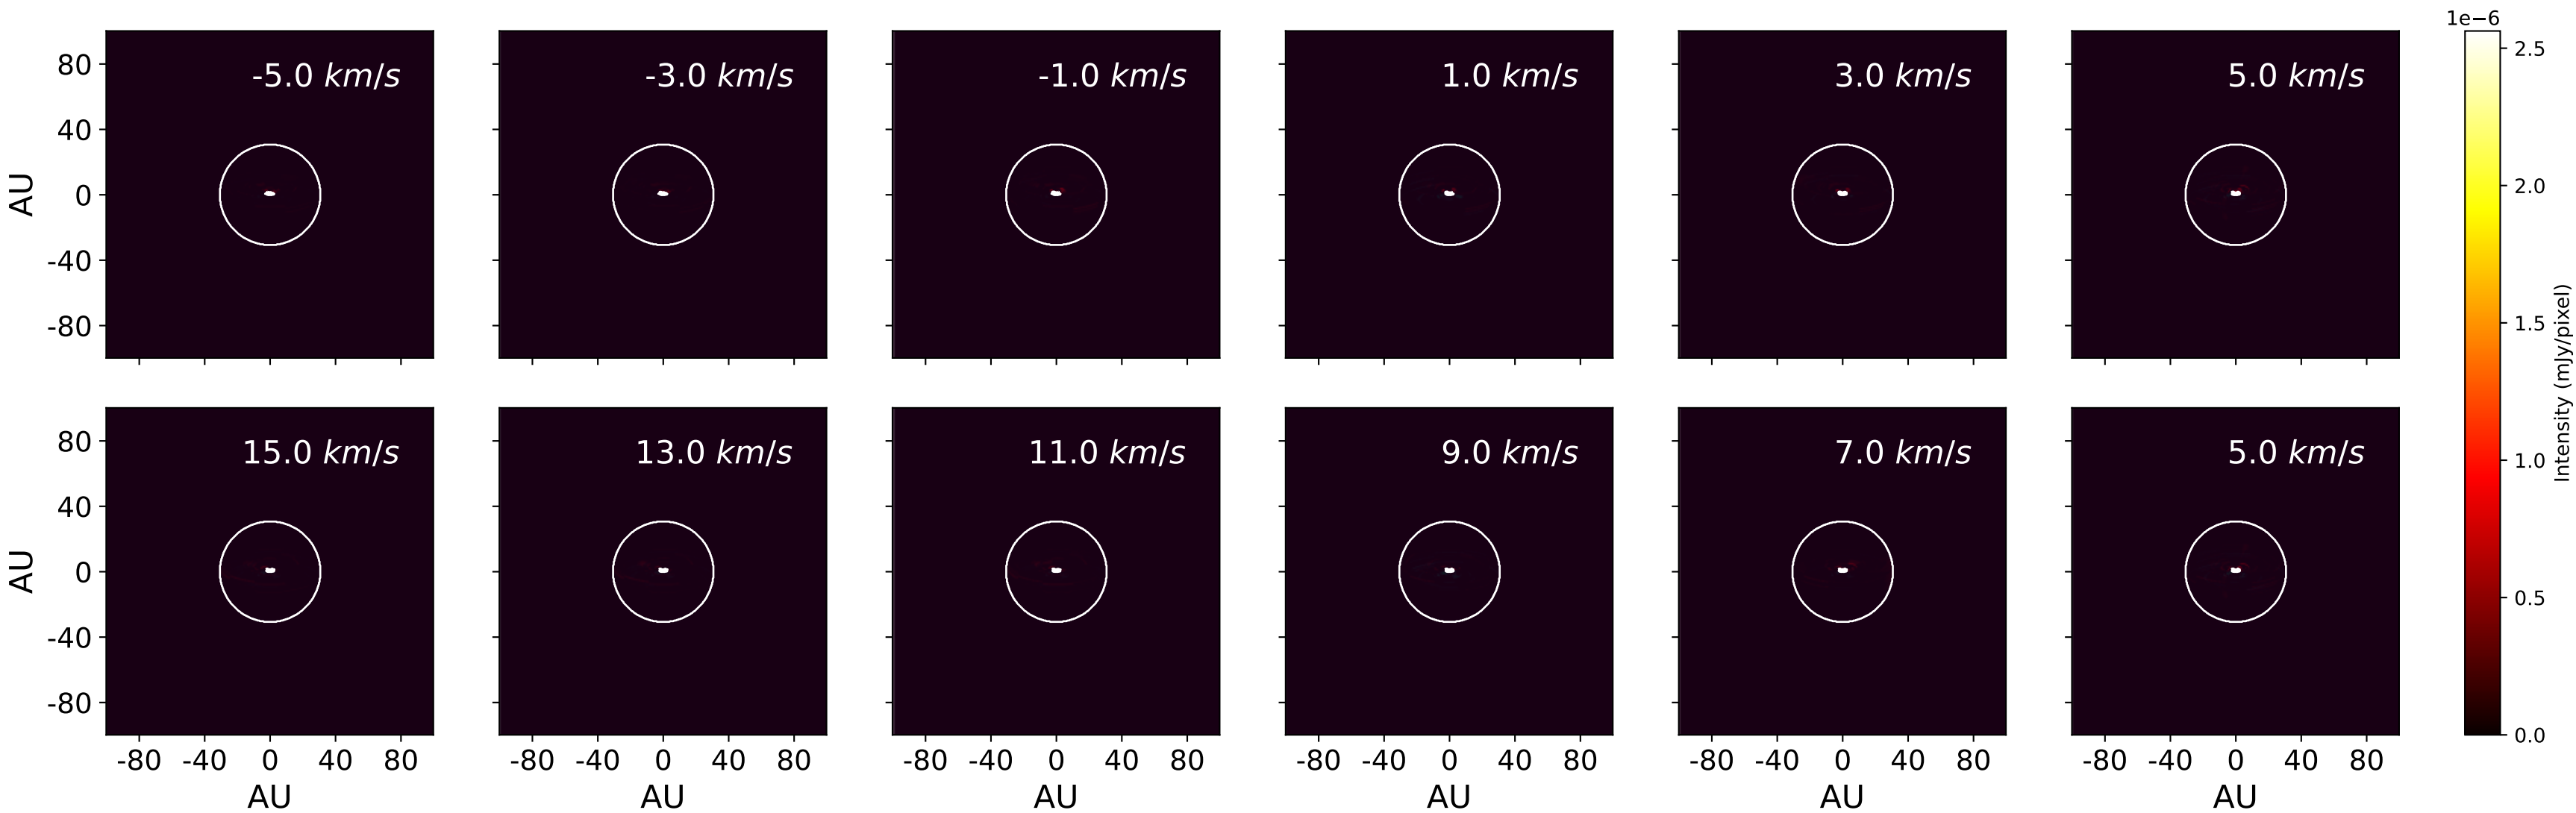 1e−6
-5.0 km/s
-3.0 km/s
-1.0 km/s
1.0 km/s
3.0 km/s
5.0 km/s
80
40
0
-40
-80
AU
15.0 km/s
13.0 km/s
11.0 km/s
9.0 km/s
7.0 km/s
5.0 km/s
80
40
0
-40
-80
AU
-80 -40 0 40 80
-80 -40 0 40 80
-80 -40 0 40 80
-80 -40 0 40 80
-80 -40 0 40 80
-80 -40 0 40 80
AU
AU
AU
AU
AU
AU
2.5
2.0
1.5
1.0
0.5
0.0
Intensity (mJy/pixel)